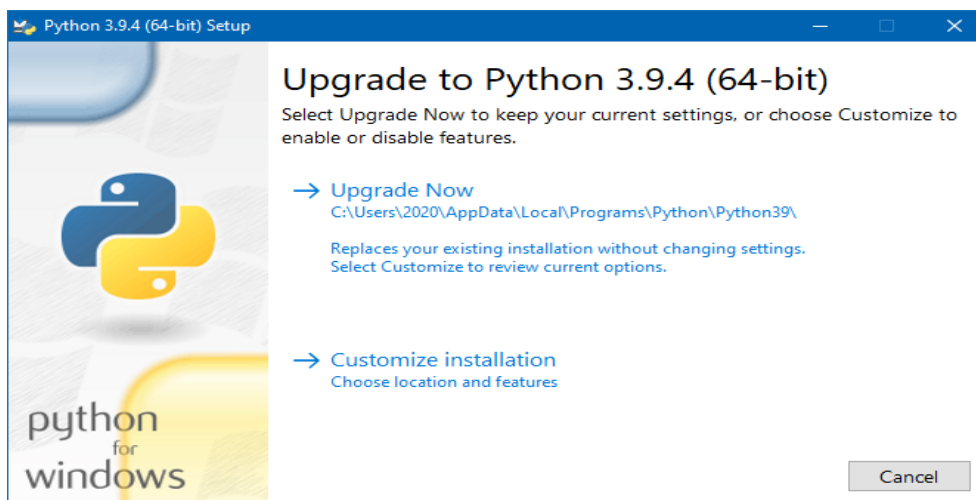 Python 3.9.4 (64-bit) Setup
Upgrade to Python 3.9.4 (64-bit)
Select Upgrade Now to keep your current settings, or choose Customize to
enable or disable features.
Upgrade Now
C:\Users\2020\AppData\Local\Programs\Python\Python39\
Replaces your existing installation without changing settings.
Select Customize to review current options.
Customize installation
Choose location and features
python
for
windows
Cancel